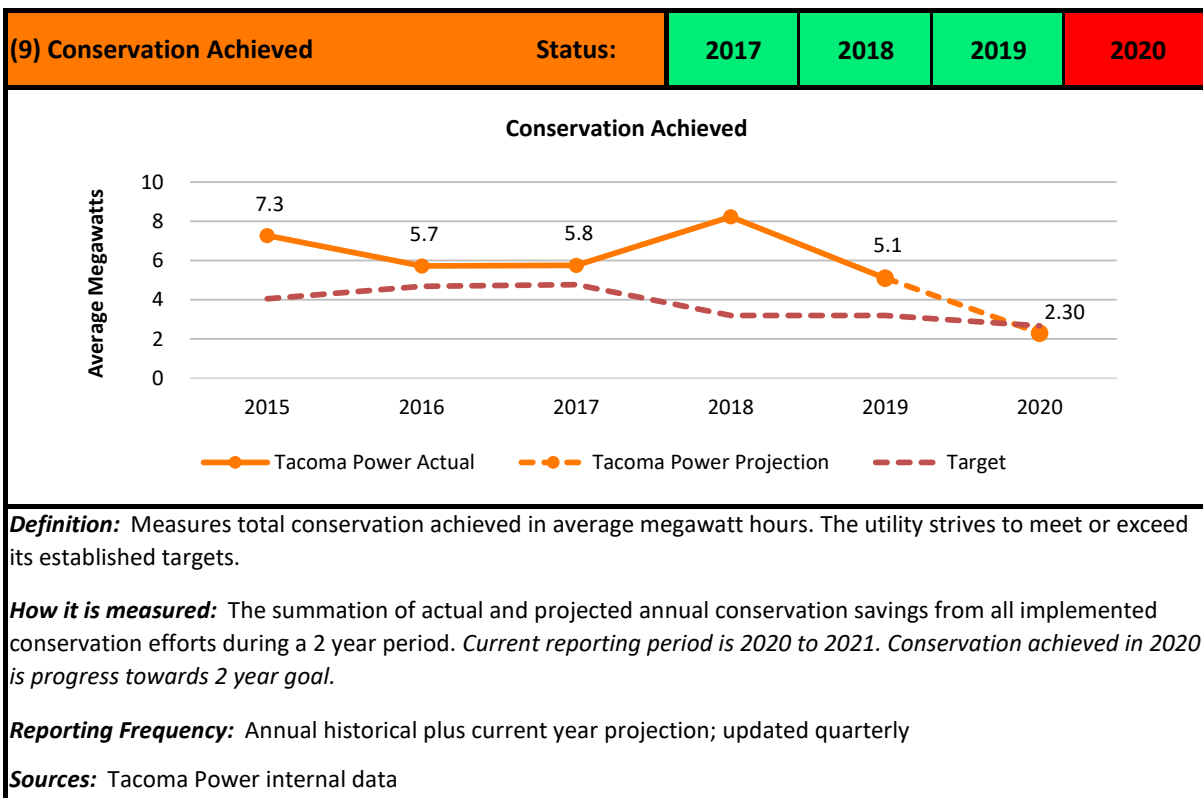 (9) Conservation Achieved Status: 2017 2018 2019 2020
Conservation Achieved
Average Megawatts
10
8
6
4
2
0
7.3
5.7
5.8
5.1
2.30
2015 2016 2017 2018 2019 2020
Tacoma Power Actual Tacoma Power Projection Target
Definition: Measures total conservation achieved in average megawatt hours. The utility strives to meet or exceed
its established targets.
How it is measured: The summation of actual and projected annual conservation savings from all implemented
conservation efforts during a 2 year period. Current reporting period is 2020 to 2021. Conservation achieved in 2020
is progress towards 2 year goal.
Reporting Frequency: Annual historical plus current year projection; updated quarterly
Sources: Tacoma Power internal data